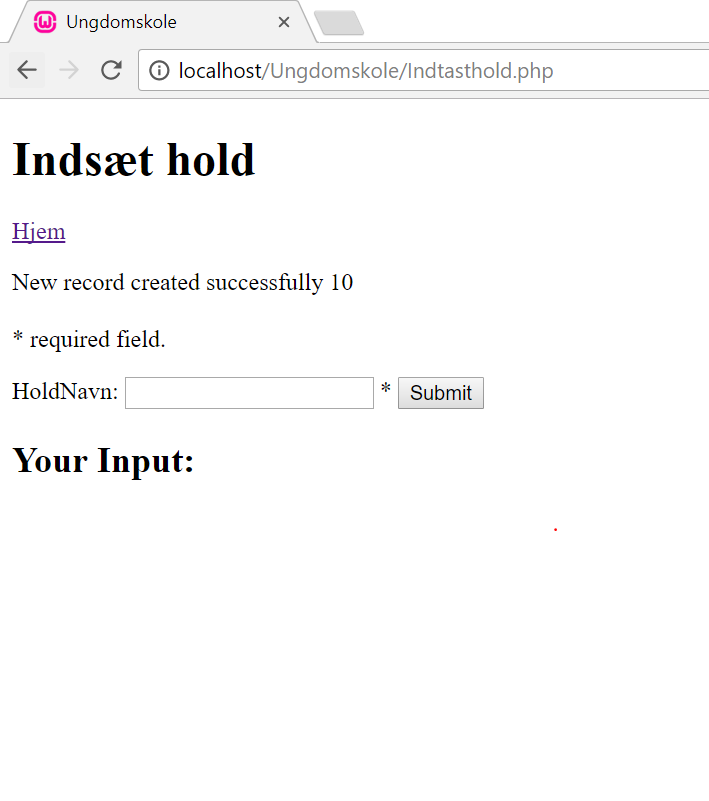 Ungdomskole
localhost/Ungdomskole/Indtasthold.php
Indsæt hold
Hjem
New record created successfully 10
* required field.
HoldNavn: * Submit
Your Input: